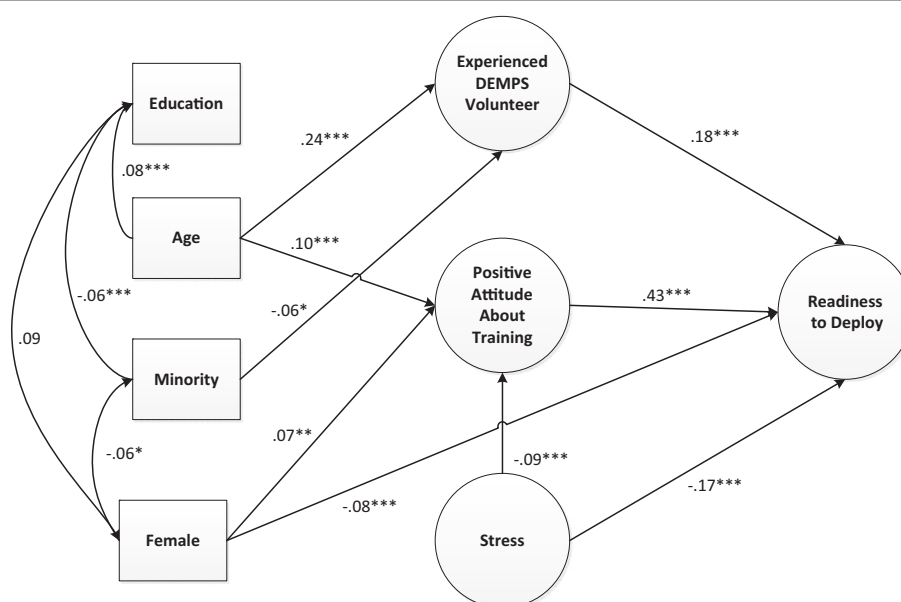 Experienced
DEMPS
Volunteer
Education
.24***
.18***
.08***
Age
.10***
Positive
Attitude
About
Training
.43***
Readiness
to Deploy
-.06***
-.06*
.09
Minority
-.06*
.07**
-.09***
-.08***
-.17***
Female
Stress